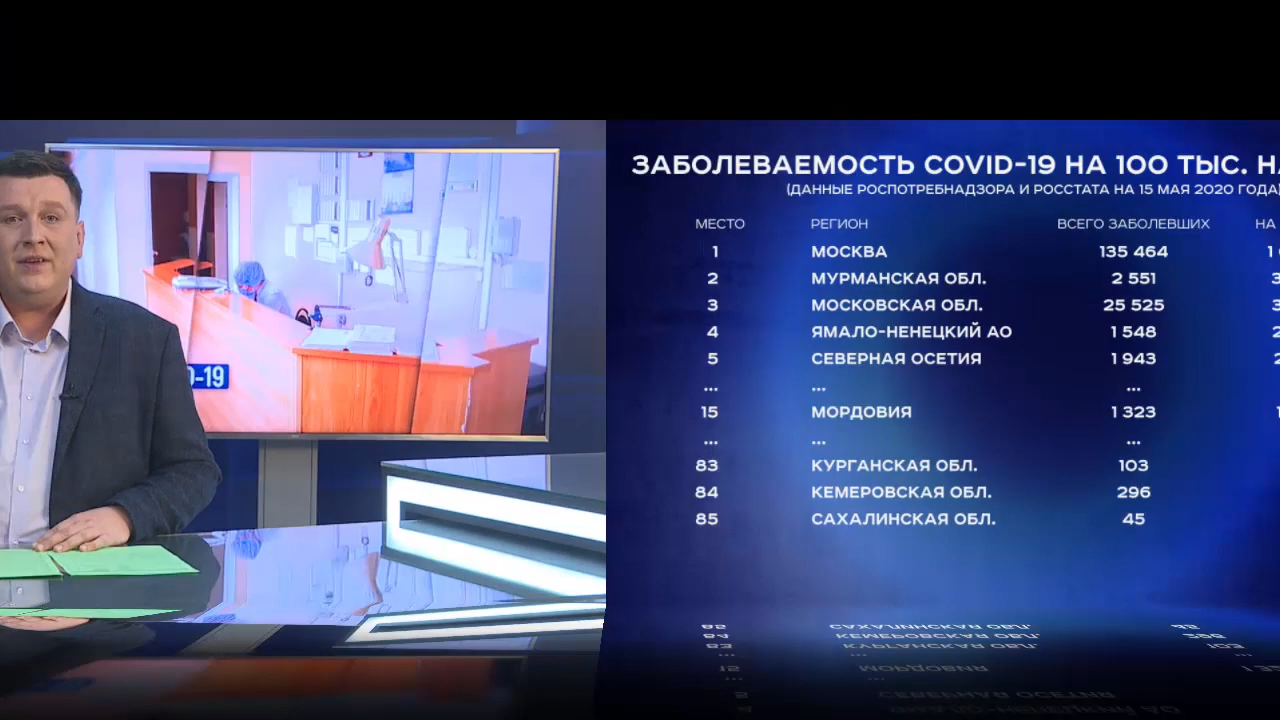 ЗАБОЛЕВАЕМОСТЬ COVID-19 НА 100 ТЫС.
(ДАННЫЕ РОСПОТРЕБНАДЗОРА И РОССТАТА НА 15 МАЯ 2020 ГОДА)
МЕСТО РЕГИОН ВСЕГО ЗАБОЛЕВШИХ НА
1 МОСКВА 135 464
2 МУРМАНСКАЯ ОБЛ. 2 551
3 МОСКОВСКАЯ ОБЛ. 25 525
4 ЯМАЛО-НЕНЕЦКИЙ АО 1 548
5 СЕВЕРНАЯ ОСЕТИЯ 1 943
... ... ...
15 МОРДОВИЯ 1 323
... ... ...
83 КУРГАНСКАЯ ОБЛ. 103
84 КЕМЕРОВСКАЯ ОБЛ. 296
85 САХАЛИНСКАЯ ОБЛ. 45
-19